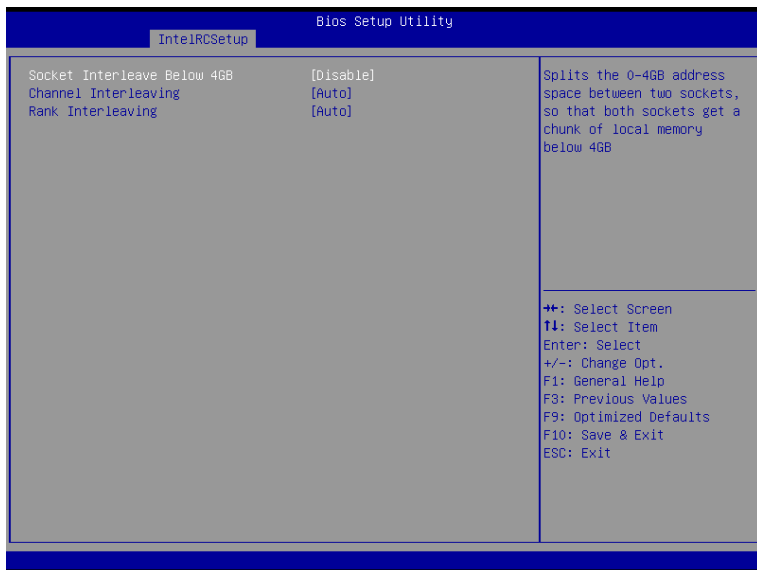 Bios Setup Utility
IntelRCSetup
Socket Interleave Below 4GB [Disable]
Channel Interleaving [Auto]
Rank Interleaving [Auto]
Splits the 0-4GB address
space between two sockets,
so that both sockets get a
chunk of local memory
below 4GB
→←: Select Screen
↑↓: Select Item
Enter: Select
+/-: Change Opt.
F1: General Help
F3: Previous Values
F9: Optimized Defaults
F10: Save & Exit
ESC: Exit